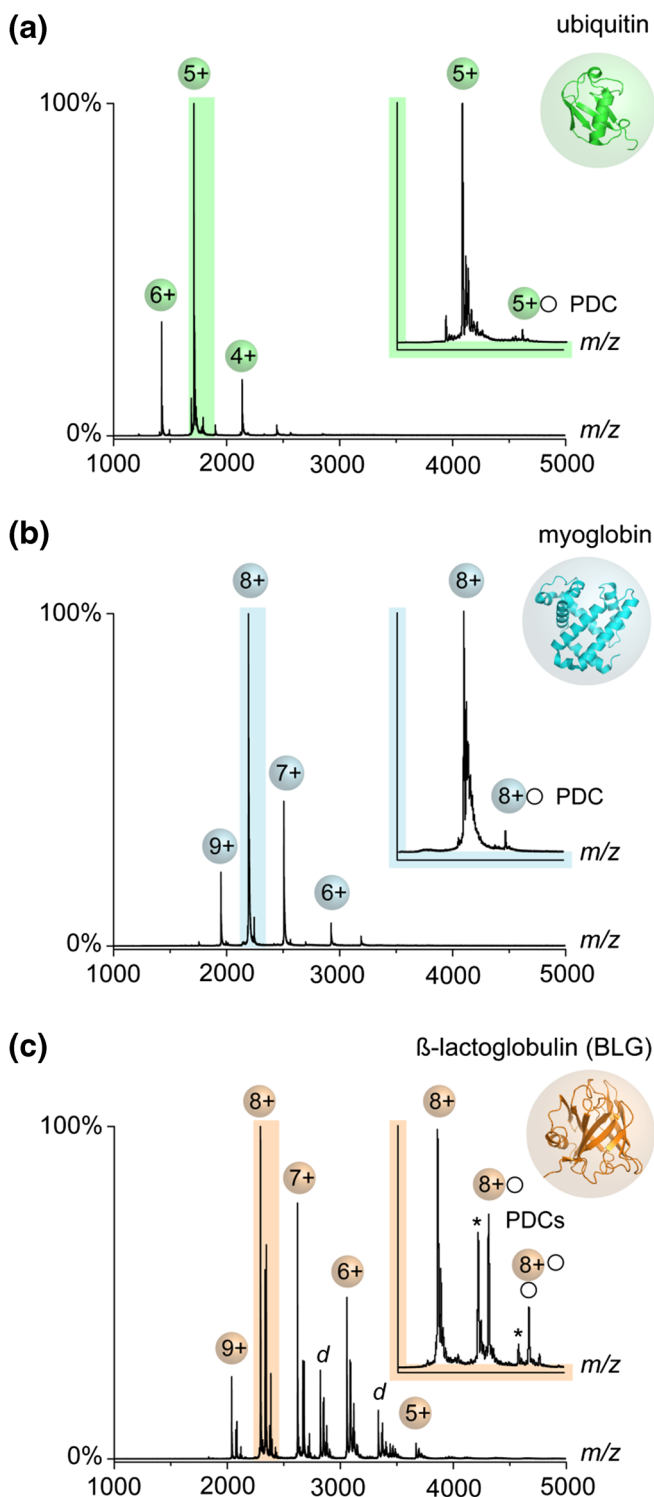 (a)
ubiquitin
5+
5+
100%
6+
5+ PDC
4+
m/z
0%
m/z
1000 2000 3000 4000 5000
(b)
myoglobin
8+
8+
100%
7+
8+ PDC
9+
m/z
6+
0%
m/z
1000 2000 3000 4000 5000
(c)
ß-lactoglobulin (BLG)
8+
8+
100%
7+
8+
* PDCs
6+
8+
9+
d
*
d
5+
m/z
0%
m/z
1000 2000 3000 4000 5000